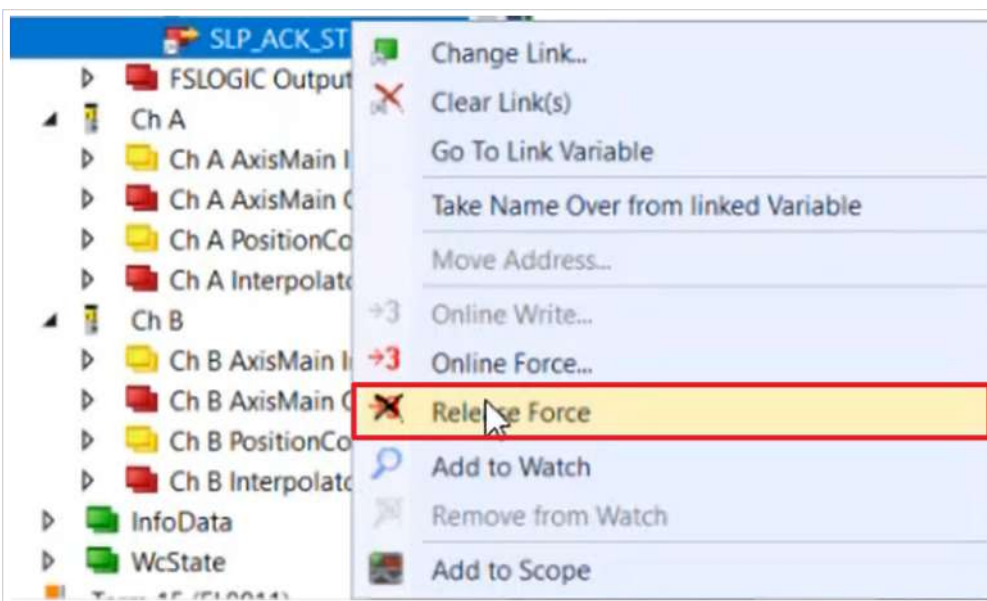 SLP_ACK_ST
Change Link...
FSLOGIC Output
Clear Link(s)
Ch A
Go To Link Variable
Ch A AxisMain I
Ch A AxisMain O
Take Name Over from linked Variable
Ch A PositionCo
Move Address...
Ch A Interpolato
Ch B
Online Write...
Ch B AxisMain In
Online Force...
Ch B AxisMain O
Release Force
Ch B PositionCo
Ch B Interpolato
Add to Watch
InfoData
Remove from Watch
WcState
Add to Scope